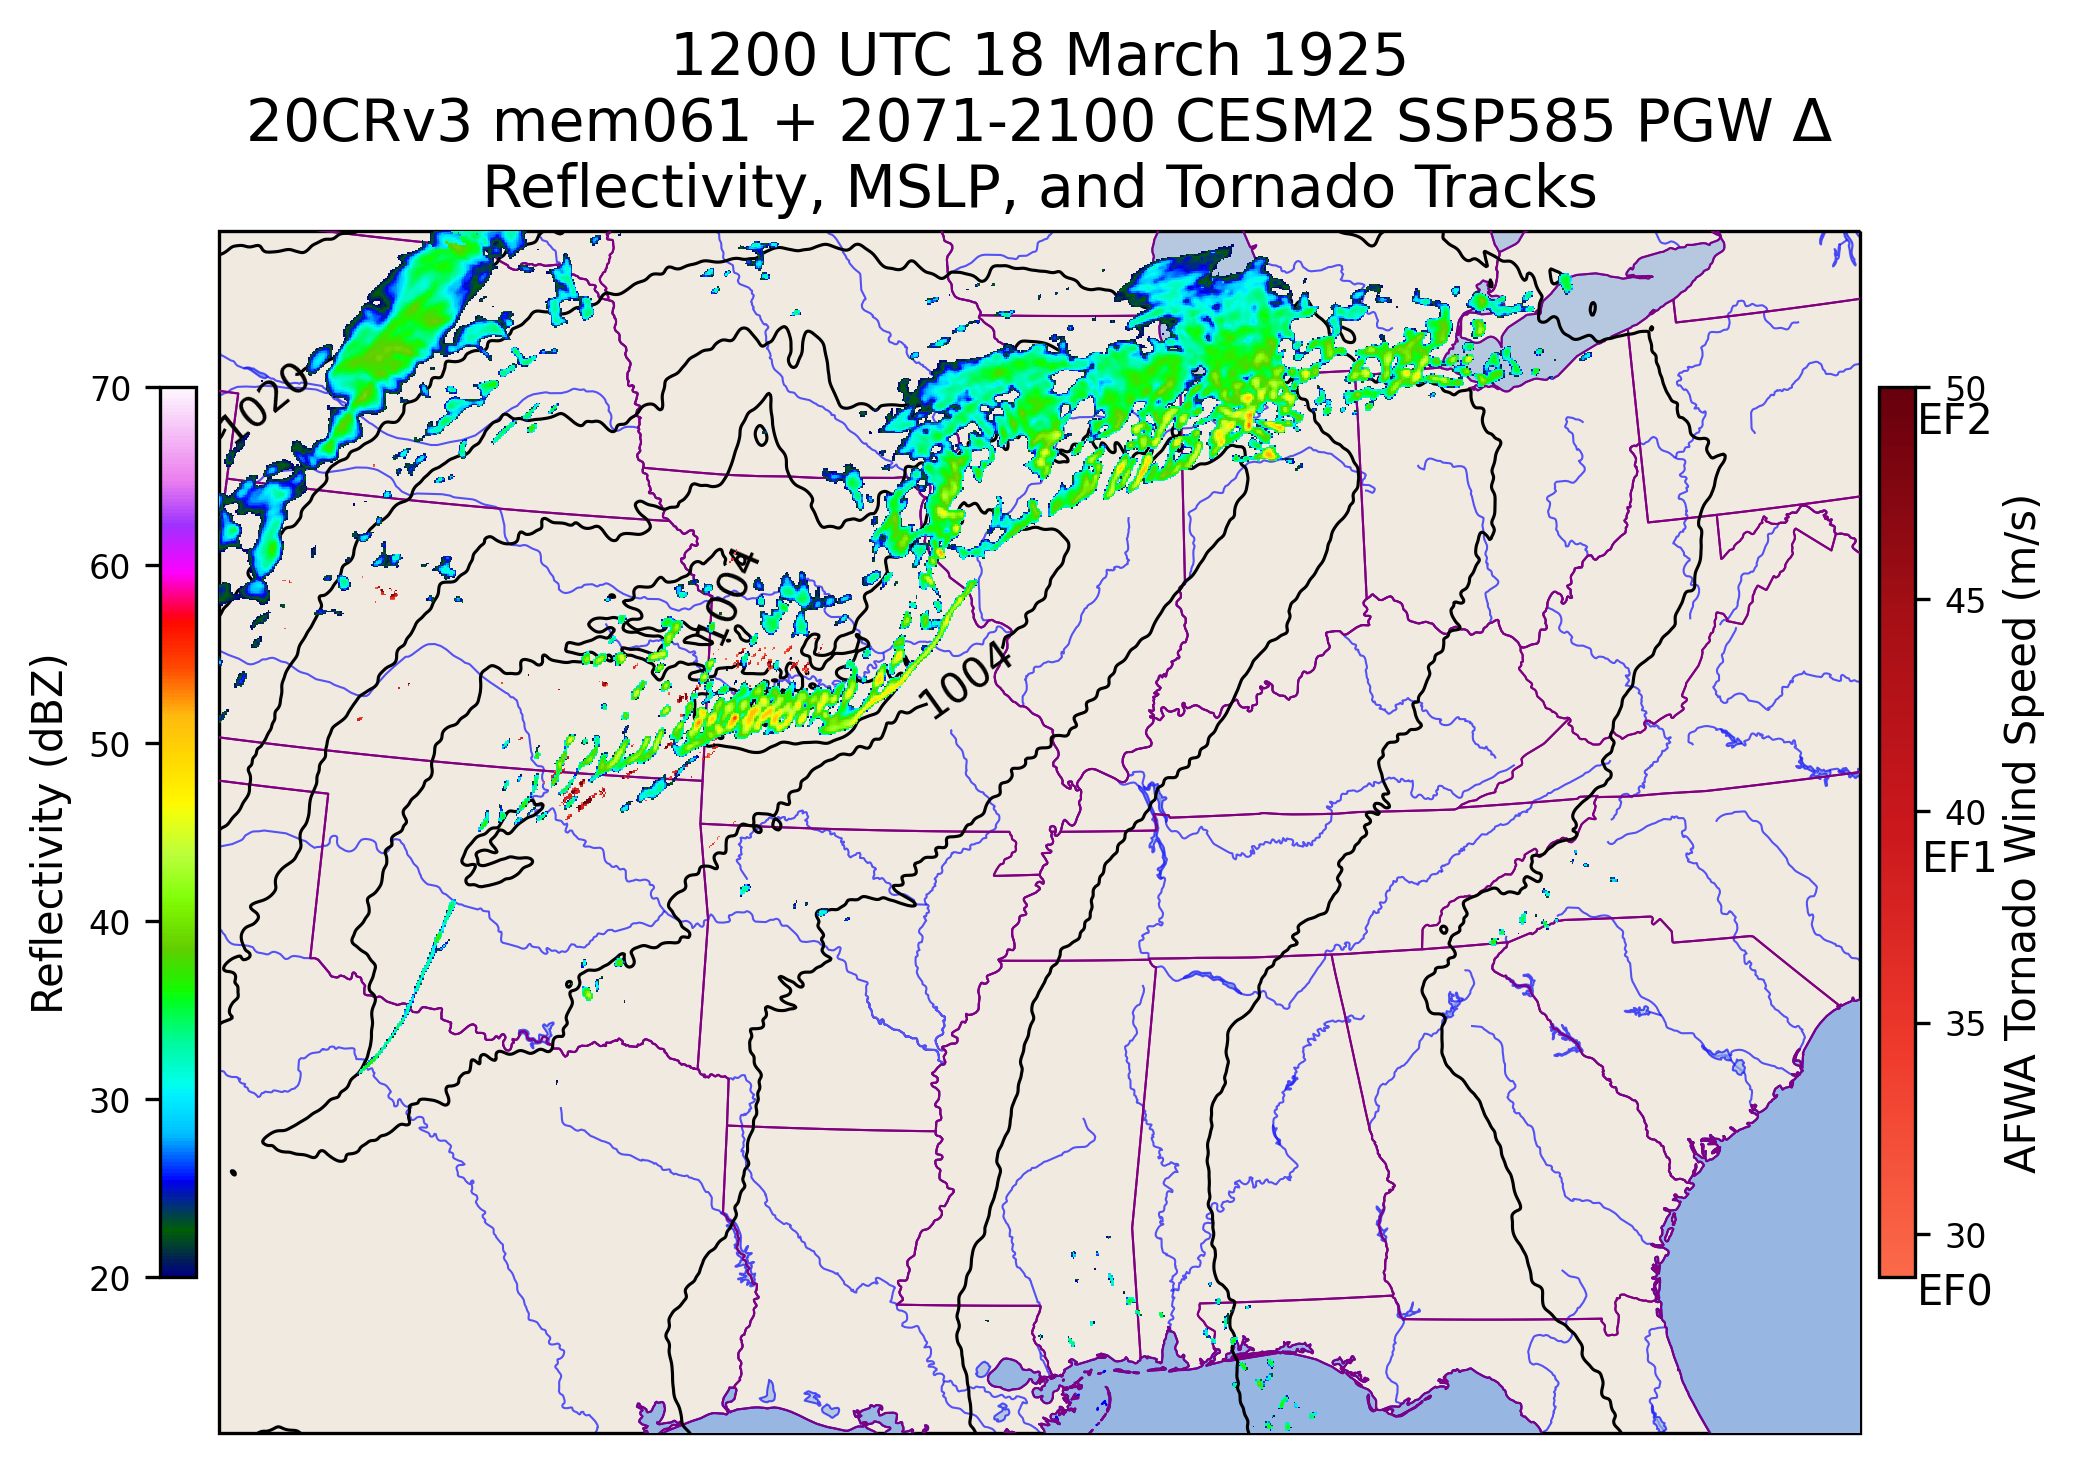 1200 UTC 18 March 1925
20CRv3 mem061 + 2071-2100 CESM2 SSP585 PGW Δ
Reflectivity, MSLP, and Tornado Tracks
1020
1004
1004
70
60
50
40
30
20
Reflectivity (dBZ)
50
EF2
45
40
EF1
35
30
EF0
AFWA Tornado Wind Speed (m/s)